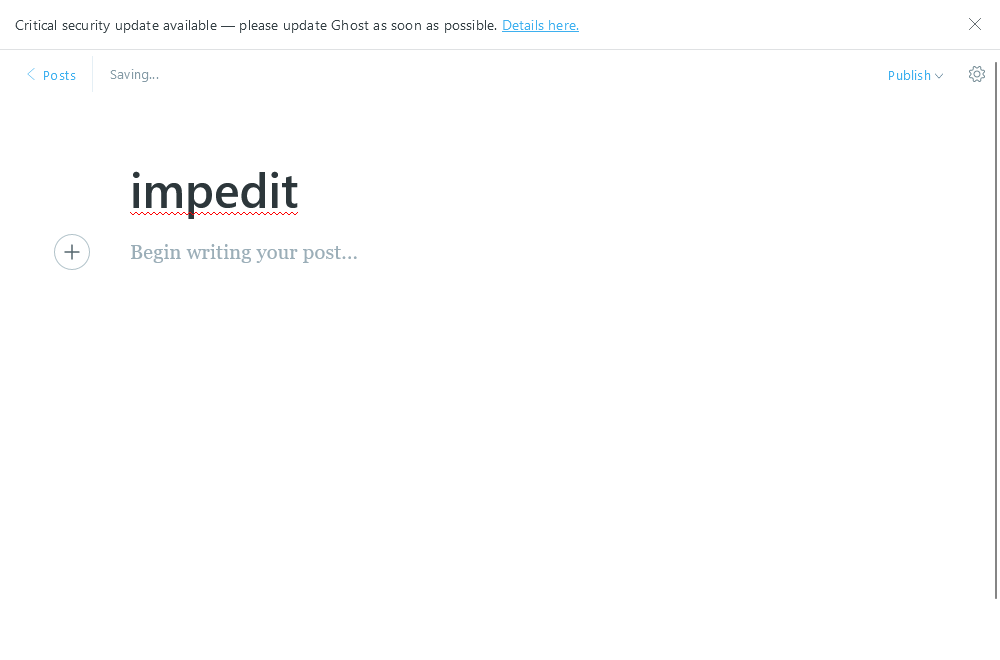 Critical security update available — please update Ghost as soon as possible. Details here.
Posts
Saving...
Publish
impedit
Begin writing your post...